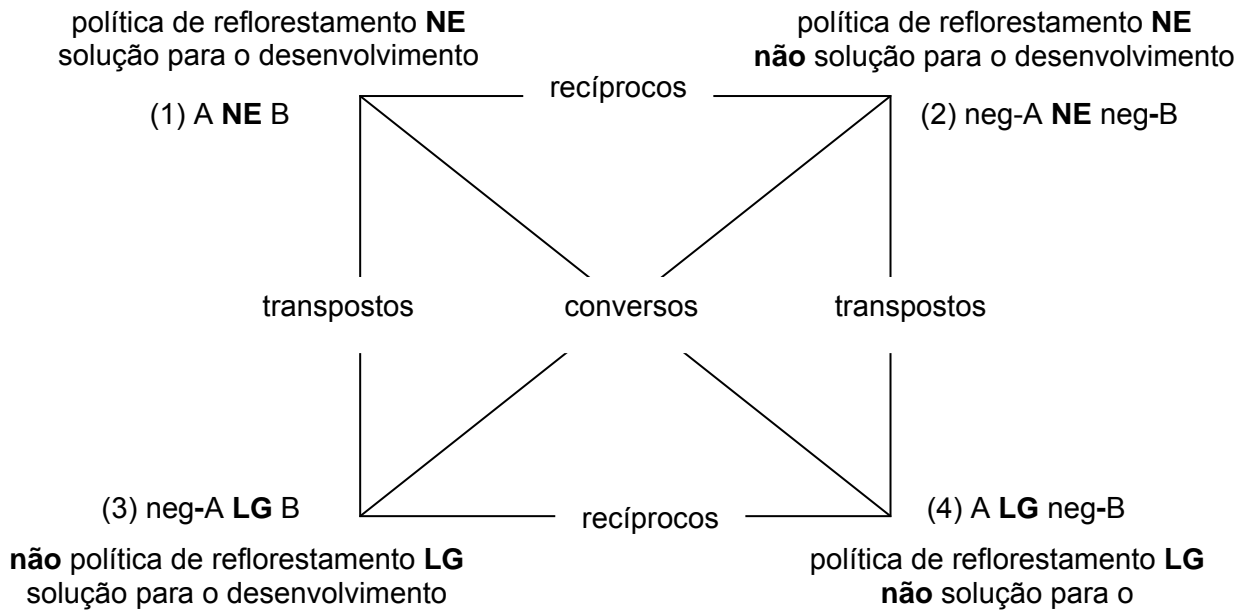 política de reflorestamento NE
solução para o desenvolvimento
(1) A NE B
política de reflorestamento NE
não solução para o desenvolvimento
(2) neg-A NE neg-B
recíprocos
transpostos
conversos
transpostos
(3) neg-A LG B
não política de reflorestamento LG
solução para o desenvolvimento
recíprocos
(4) A LG neg-B
política de reflorestamento LG
não solução para o